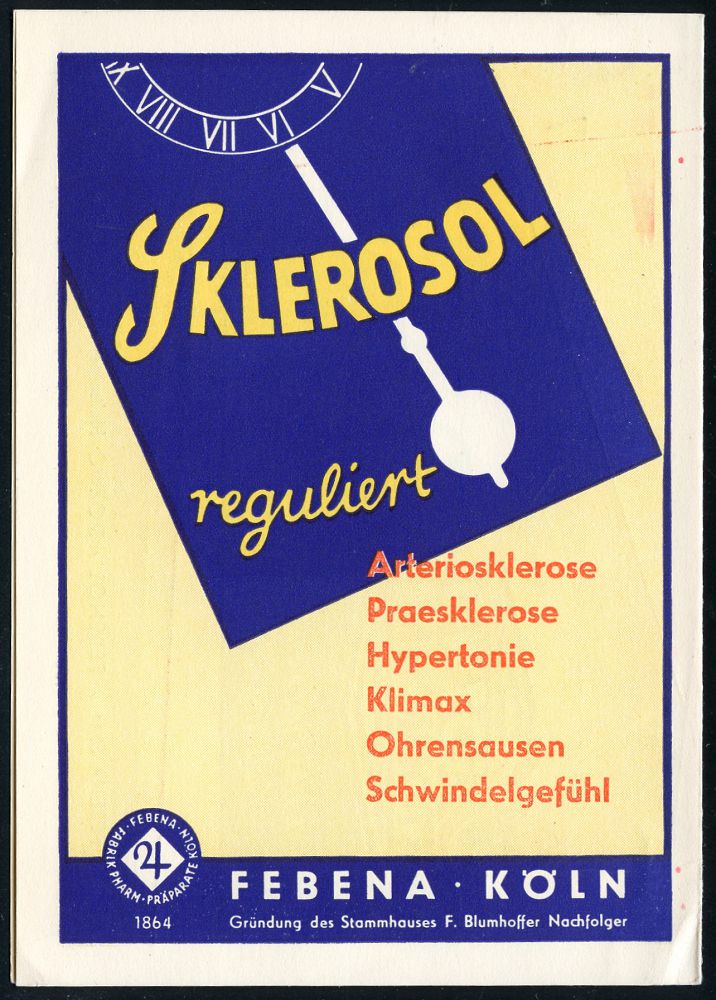 IX VIII VII VI V
SKLEROSOL
reguliert
Arteriosklerose
Praesklerose
Hypertonie
Klimax
Ohrensausen
Schwindelgefühl
·FEBENA·
FABRIK PHARM·PRÄPARATE KÖLN
1864
FEBENA · KÖLN
Gründung des Stammhauses F. Blumhoffer Nachfolger